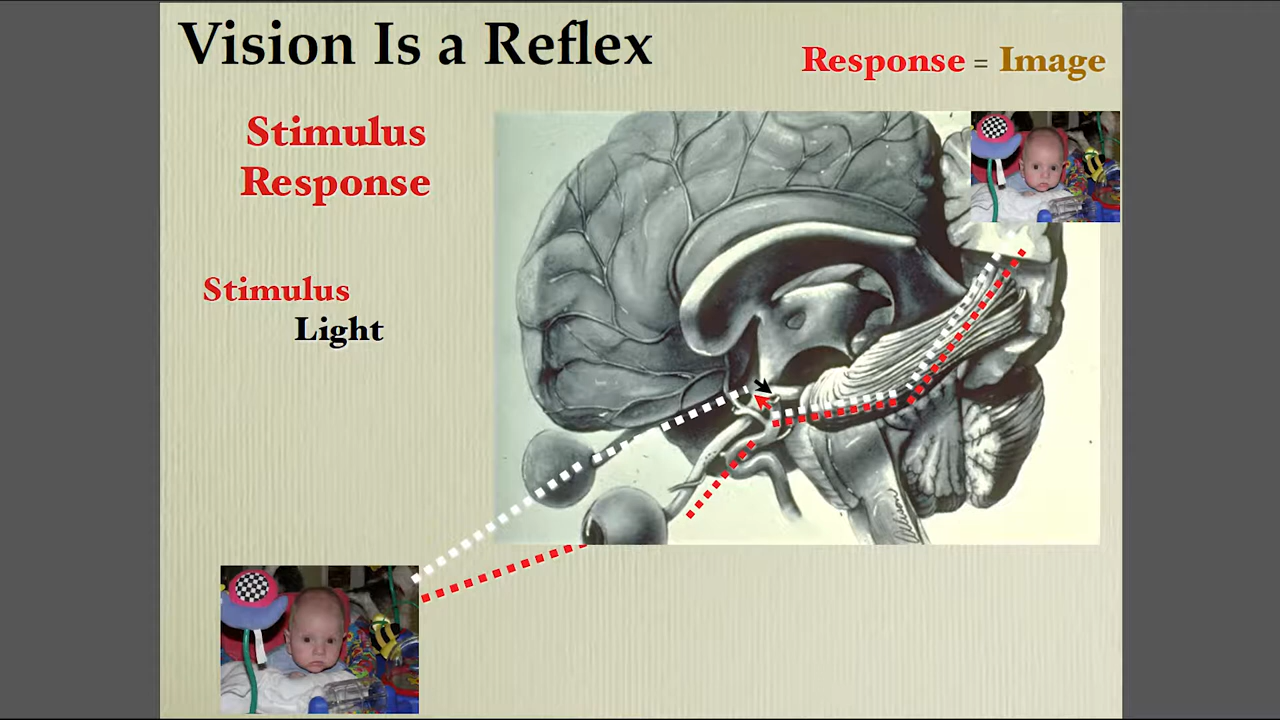 Vision Is a Reflex
Response = Image
Stimulus
Response
Stimulus
Light